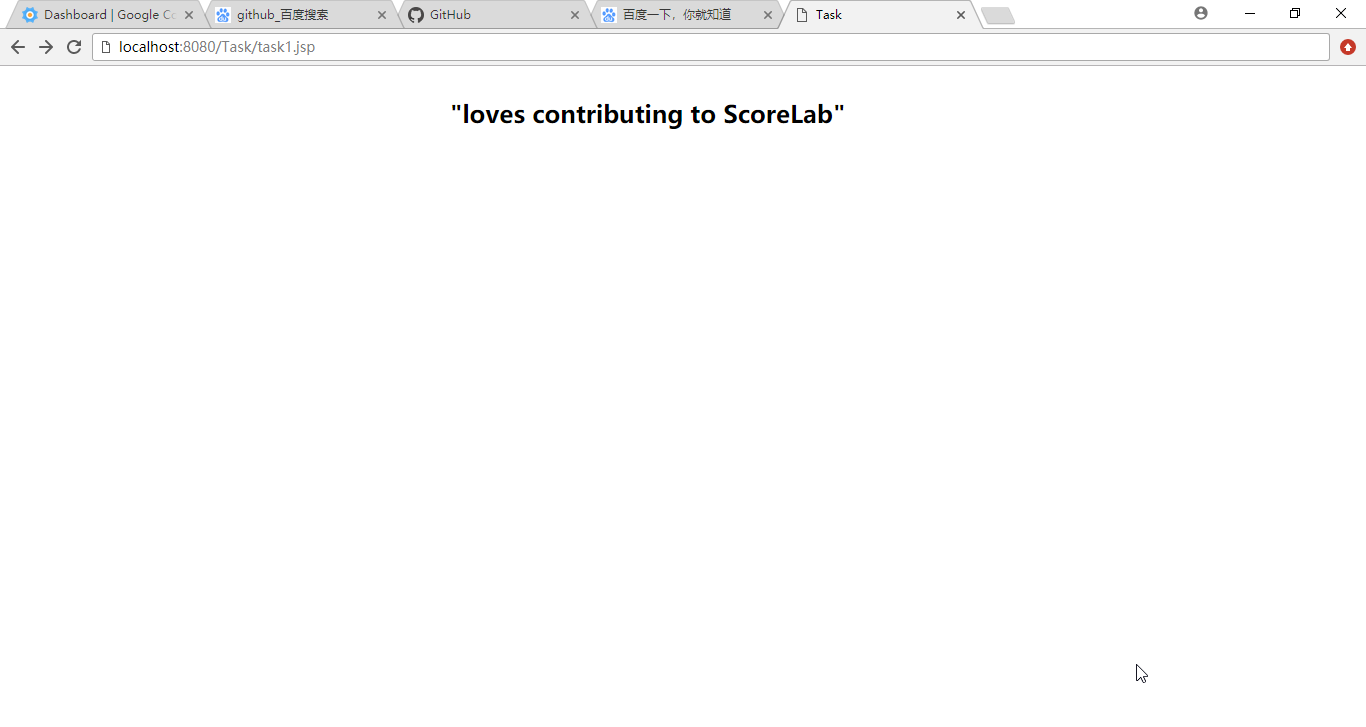 Dashboard | Google Cc
github_百度搜索
GitHub
百度一下，你就知道
Task
localhost:8080/Task/task1.jsp
"loves contributing to ScoreLab"